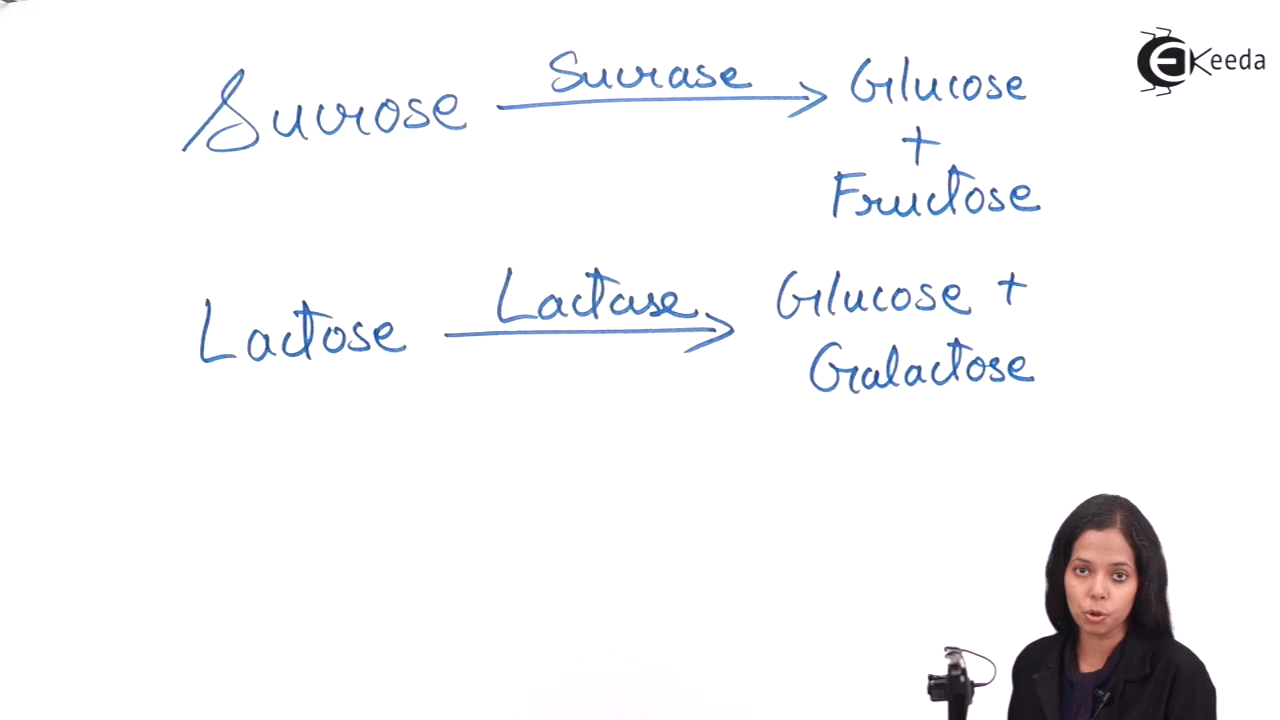 Sucrose Sucrase Glucose
+
Fructose
Lactose Lactase Glucose +
Galactose
EKeeda